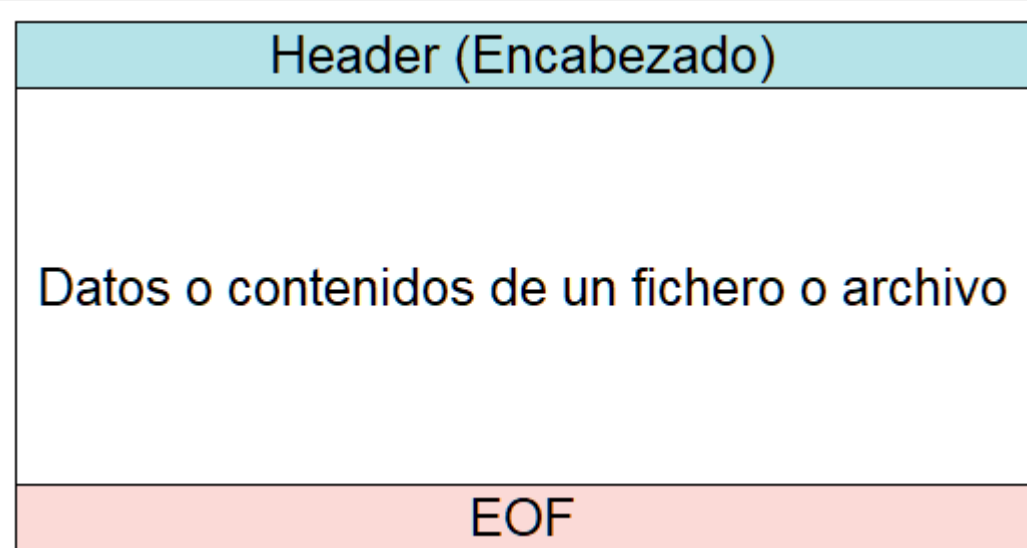 Header (Encabezado)
Datos o contenidos de un fichero o archivo
EOF